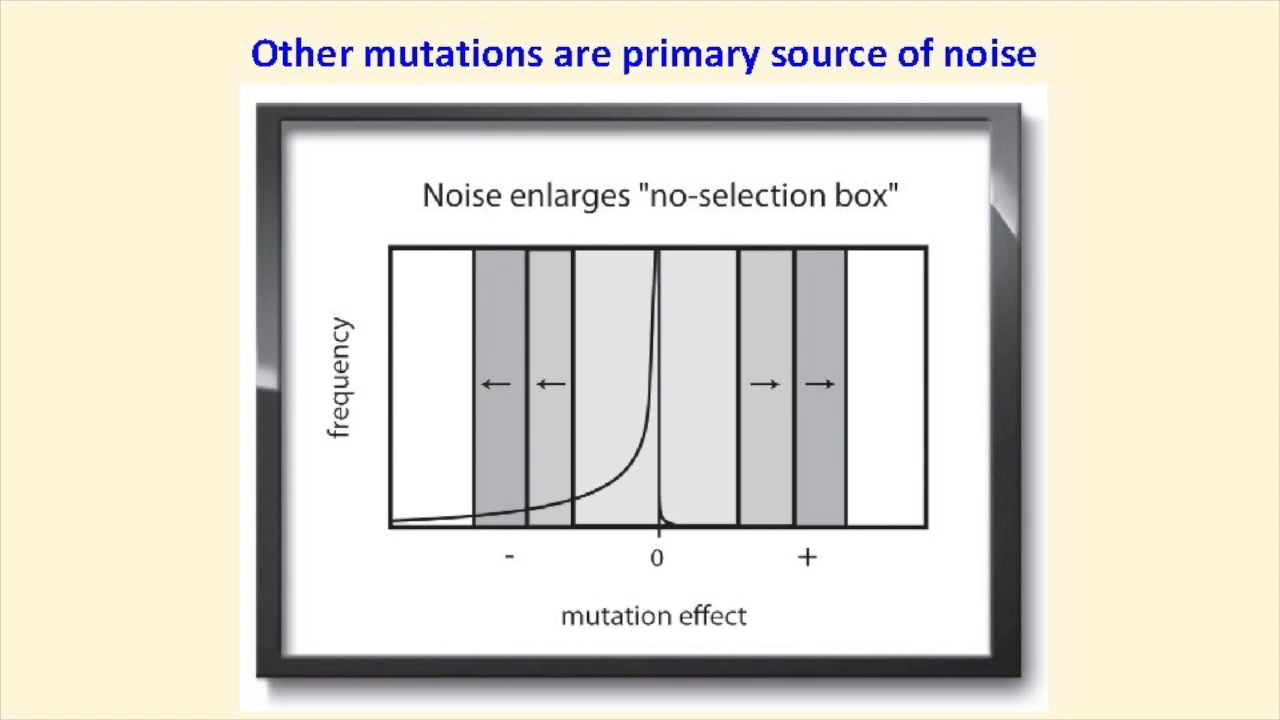 Other mutations are primary source of noise
Noise enlarges "no-selection box"
frequency
- 0 +
mutation effect